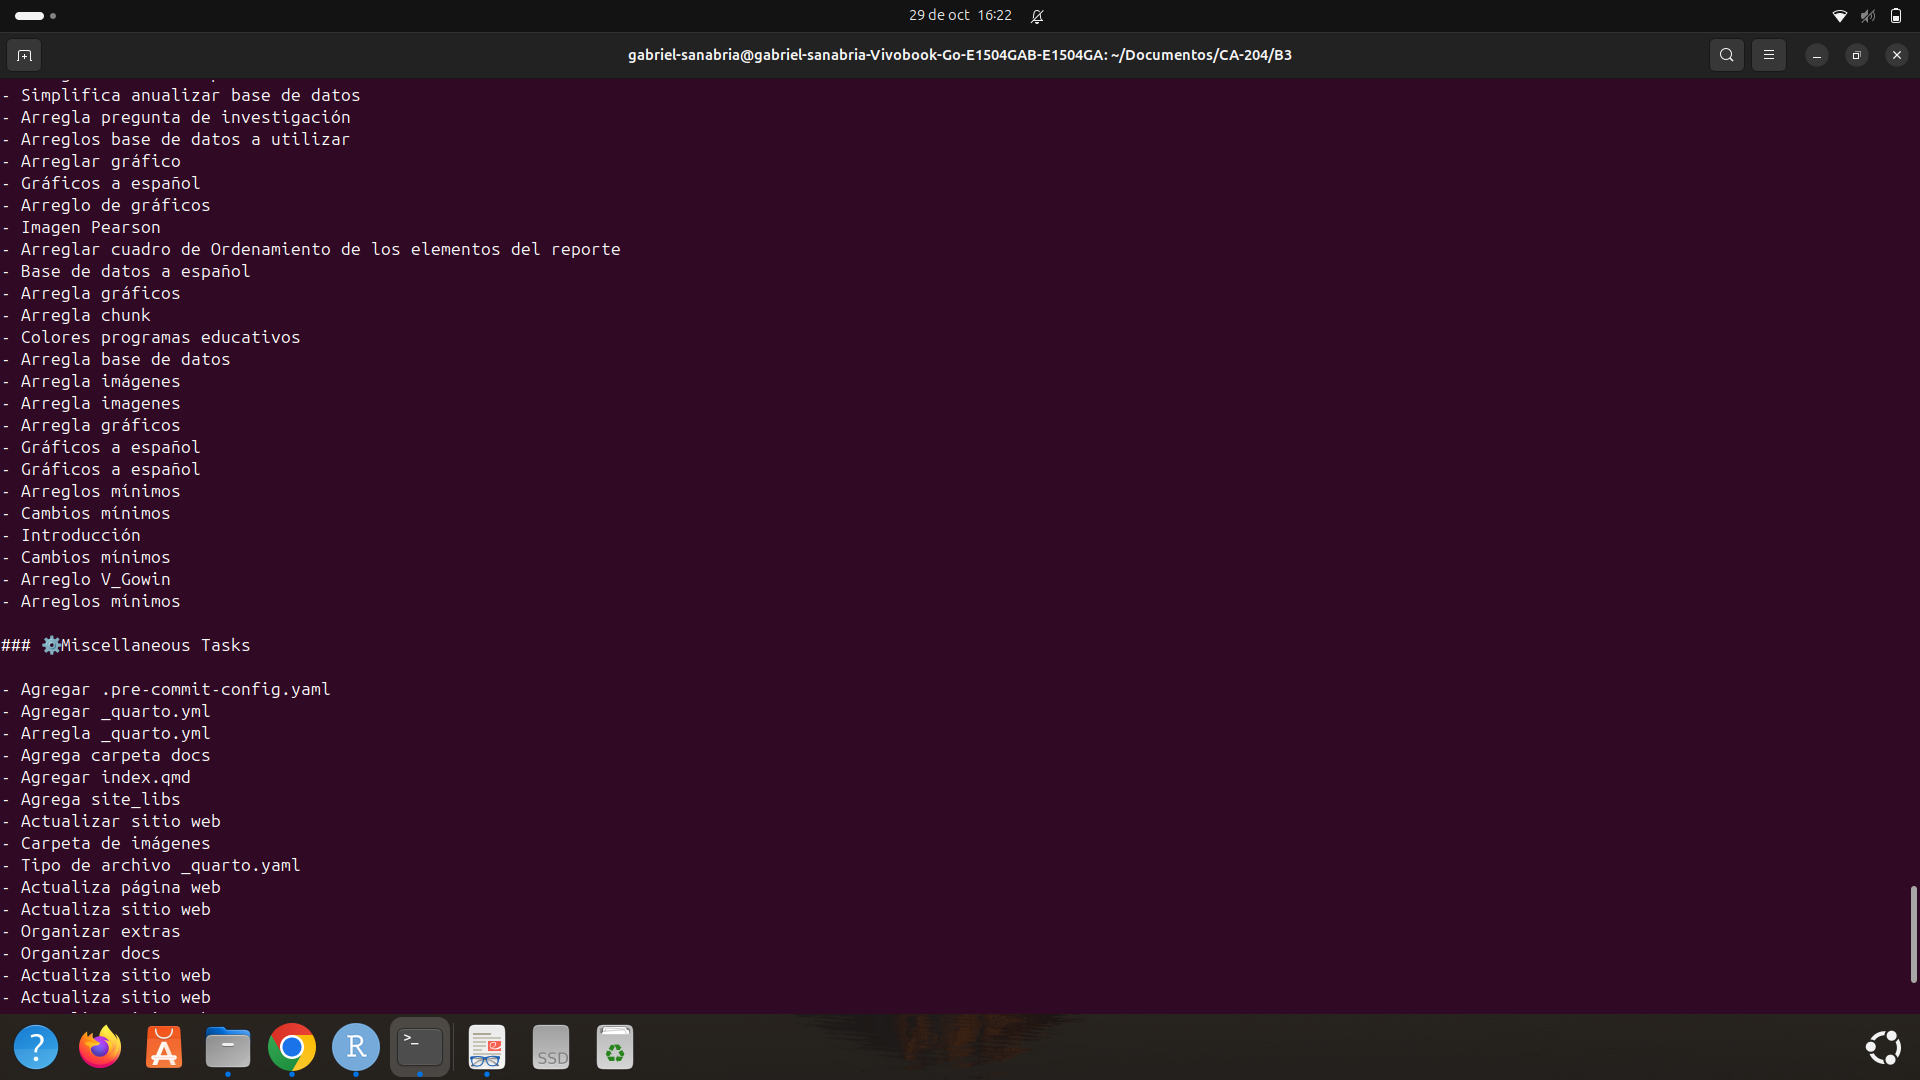 29 de oct 16:22
gabriel-sanabria@gabriel-sanabria-Vivobook-Go-E1504GAB-E1504GA: ~/Documentos/CA-204/B3
- Simplifica anualizar base de datos
- Arregla pregunta de investigación
- Arreglos base de datos a utilizar
- Arreglar gráfico
- Gráficos a español
- Arreglo de gráficos
- Imagen Pearson
- Arreglar cuadro de Ordenamiento de los elementos del reporte
- Base de datos a español
- Arregla gráficos
- Arregla chunk
- Colores programas educativos
- Arregla base de datos
- Arregla imágenes
- Arregla imagenes
- Arregla gráficos
- Gráficos a español
- Gráficos a español
- Arreglos mínimos
- Cambios mínimos
- Introducción
- Cambios mínimos
- Arreglo V_Gowin
- Arreglos mínimos
### ⚙️Miscellaneous Tasks
- Agregar .pre-commit-config.yaml
- Agregar _quarto.yml
- Arregla _quarto.yml
- Agrega carpeta docs
- Agregar index.qmd
- Agrega site_libs
- Actualizar sitio web
- Carpeta de imágenes
- Tipo de archivo _quarto.yaml
- Actualiza página web
- Actualiza sitio web
- Organizar extras
- Organizar docs
- Actualiza sitio web
- Actualiza sitio web
? A R >_ SSD